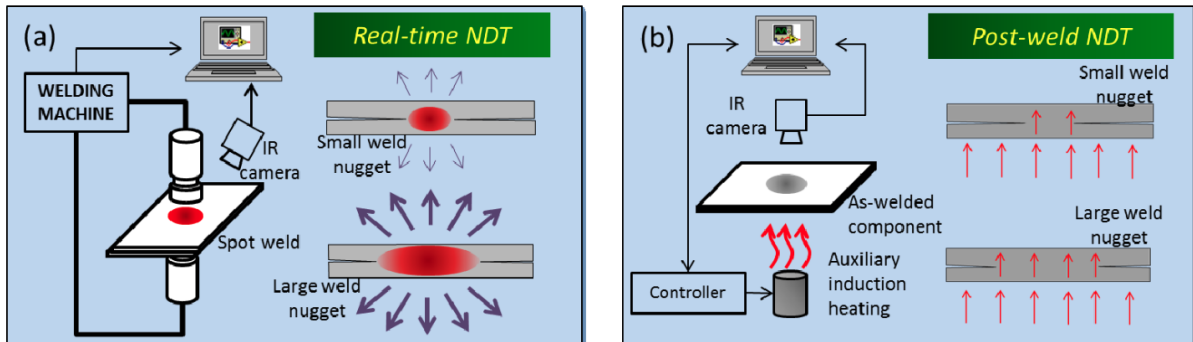 (a)
Real-time NDT
WELDING
MACHINE
IR
camera
Spot weld
Small weld
nugget
Large weld
nugget
(b)
Post-weld NDT
IR
camera
As-welded
component
Controller
Auxiliary
induction
heating
Small weld
nugget
Large weld
nugget